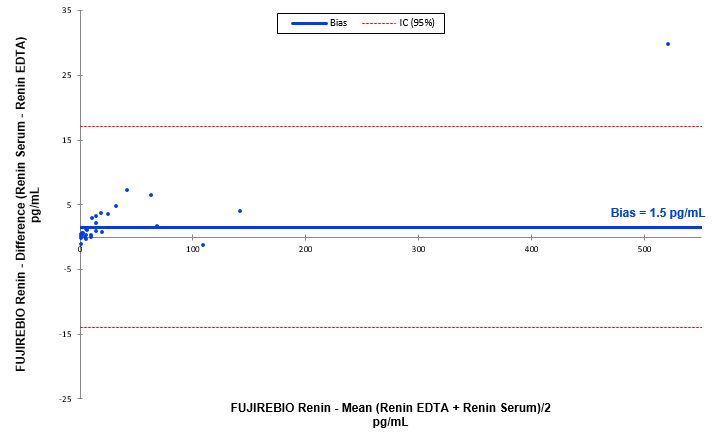 Bias
IC (95%)
FUJIREBIO Renin - Difference (Renin Serum - Renin EDTA)
pg/mL
35
25
15
5
-5
-15
-25
Bias = 1.5 pg/mL
0
100
200
300
400
500
FUJIREBIO Renin - Mean (Renin EDTA + Renin Serum)/2
pg/mL